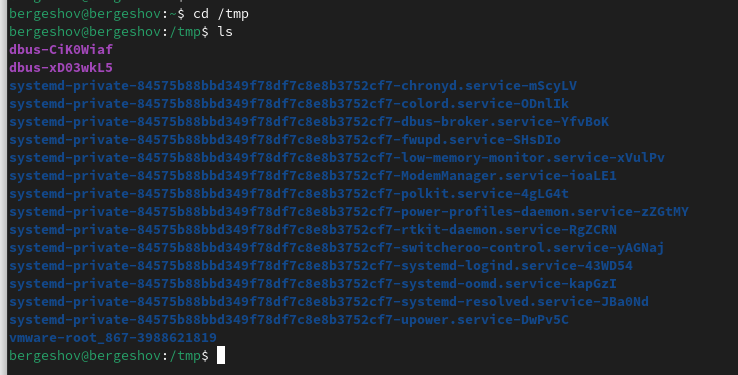 bergeshov@bergeshov:~$ cd /tmp
bergeshov@bergeshov:/tmp$ ls
dbus-CiK0Wiaf
dbus-xD03wkL5
systemd-private-84575b88bbd349f78df7c8e8b3752cf7-chronyd.service-mScyLV
systemd-private-84575b88bbd349f78df7c8e8b3752cf7-colord.service-ODnlIk
systemd-private-84575b88bbd349f78df7c8e8b3752cf7-dbus-broker.service-YfvBoK
systemd-private-84575b88bbd349f78df7c8e8b3752cf7-fwupd.service-SHsDIo
systemd-private-84575b88bbd349f78df7c8e8b3752cf7-low-memory-monitor.service-xVulPv
systemd-private-84575b88bbd349f78df7c8e8b3752cf7-ModemManager.service-ioaLE1
systemd-private-84575b88bbd349f78df7c8e8b3752cf7-polkit.service-4gLG4t
systemd-private-84575b88bbd349f78df7c8e8b3752cf7-power-profiles-daemon.service-zZGtMY
systemd-private-84575b88bbd349f78df7c8e8b3752cf7-rtkit-daemon.service-RgZCRN
systemd-private-84575b88bbd349f78df7c8e8b3752cf7-switcheroo-control.service-yAGNaj
systemd-private-84575b88bbd349f78df7c8e8b3752cf7-systemd-logind.service-43WD54
systemd-private-84575b88bbd349f78df7c8e8b3752cf7-systemd-oomd.service-kapGzI
systemd-private-84575b88bbd349f78df7c8e8b3752cf7-systemd-resolved.service-JBa0Nd
systemd-private-84575b88bbd349f78df7c8e8b3752cf7-upower.service-DwPv5C
vmware-root_867-3988621819
bergeshov@bergeshov:/tmp$